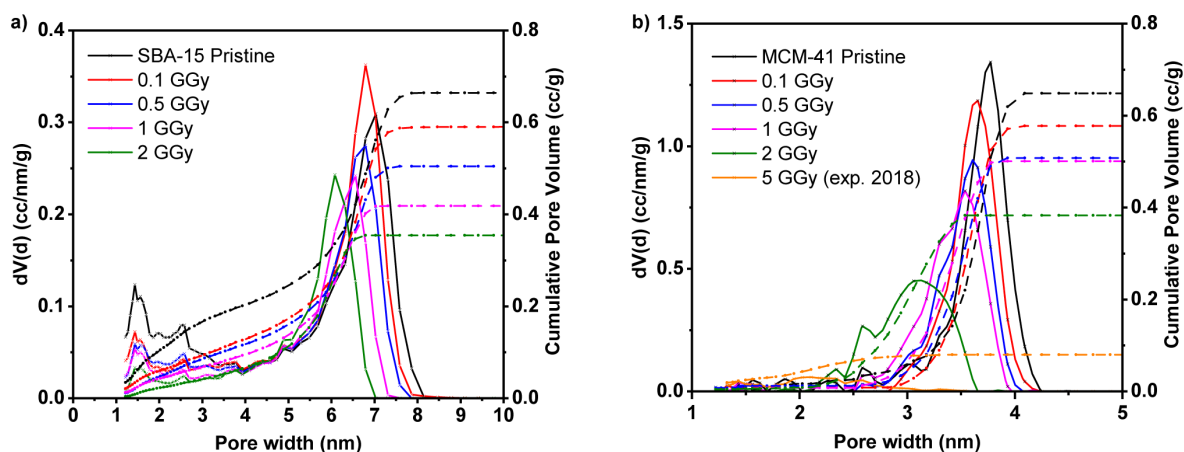 a)
0.4
0.3
0.2
0.1
0.0
dV(d) (cc/nm/g)
SBA-15 Pristine
0.1 GGy
0.5 GGy
1 GGy
2 GGy
0.8
0.6
0.4
0.2
0.0
Cumulative Pore Volume (cc/g)
0 1 2 3 4 5 6 7 8 9 10
Pore width (nm)
b)
1.5
1.0
0.5
0.0
dV(d) (cc/nm/g)
MCM-41 Pristine
0.1 GGy
0.5 GGy
1 GGy
2 GGy
5 GGy (exp. 2018)
0.8
0.6
0.4
0.2
0.0
Cumulative Pore Volume (cc/g)
1 2 3 4 5
Pore width (nm)